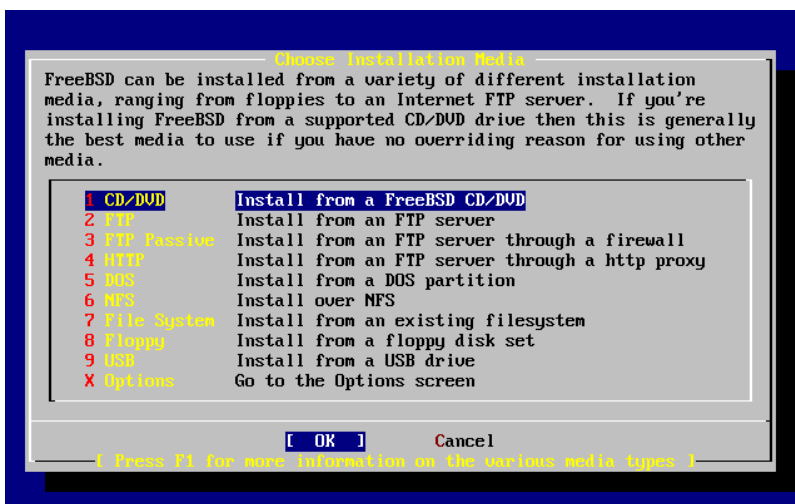 Choose Installation Media
FreeBSD can be installed from a variety of different installation
media, ranging from floppies to an Internet FTP server.  If you're
installing FreeBSD from a supported CD/DVD drive then this is generally
the best media to use if you have no overriding reason for using other
media.
1 CD/DVD Install from a FreeBSD CD/DVD
2 FTP Install from an FTP server
3 FTP Passive Install from an FTP server through a firewall
4 HTTP Install from an FTP server through a http proxy
5 DOS Install from a DOS partition
6 NFS Install over NFS
7 File System Install from an existing filesystem
8 Floppy Install from a floppy disk set
9 USB Install from a USB drive
X Options Go to the Options screen
[ OK ] Cancel
[ Press F1 for more information on the various media types ]